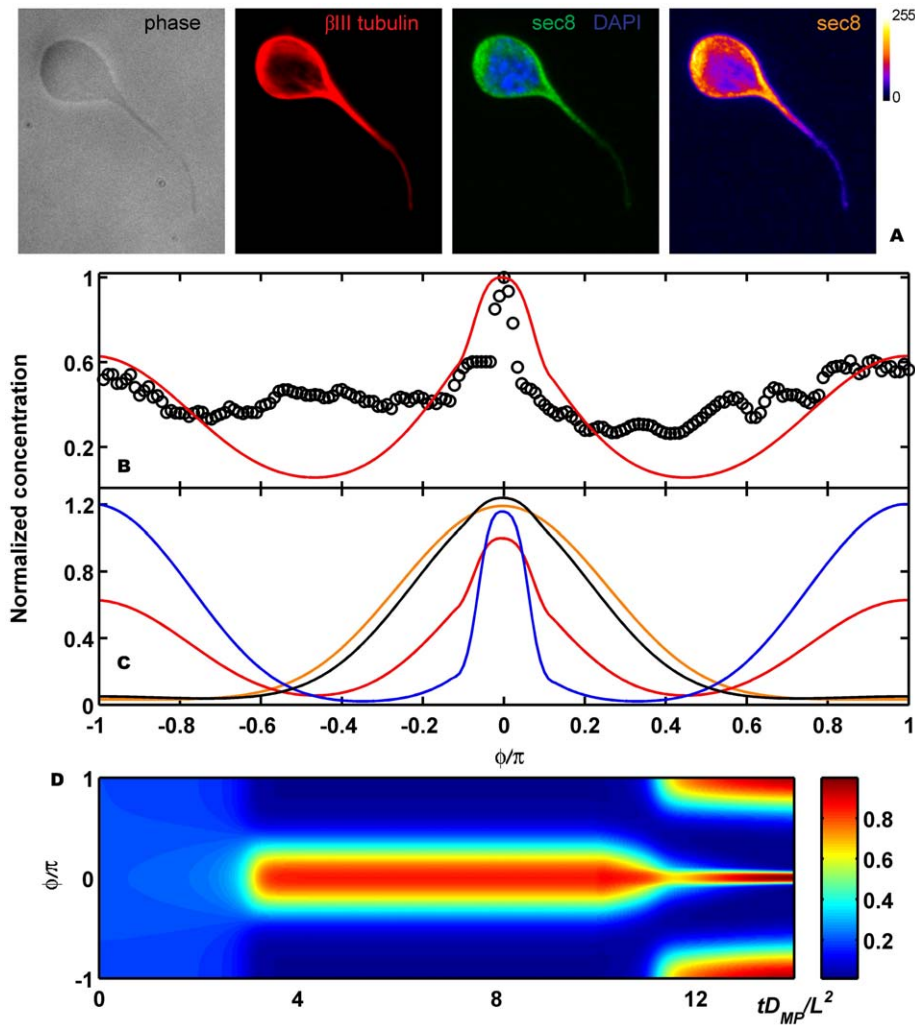 phase
βIII tubulin
sec8 DAPI
sec8
255
0
A
1
0.6
0.2
B
Normalized concentration
1.2
0.8
0.4
0
C
-1 -0.8 -0.6 -0.4 -0.2 0 0.2 0.4 0.6 0.8 1
ϕ/π
D
1
0
-1
ϕ/π
0 4 8 12
tD_MP/L²
0.8
0.6
0.4
0.2